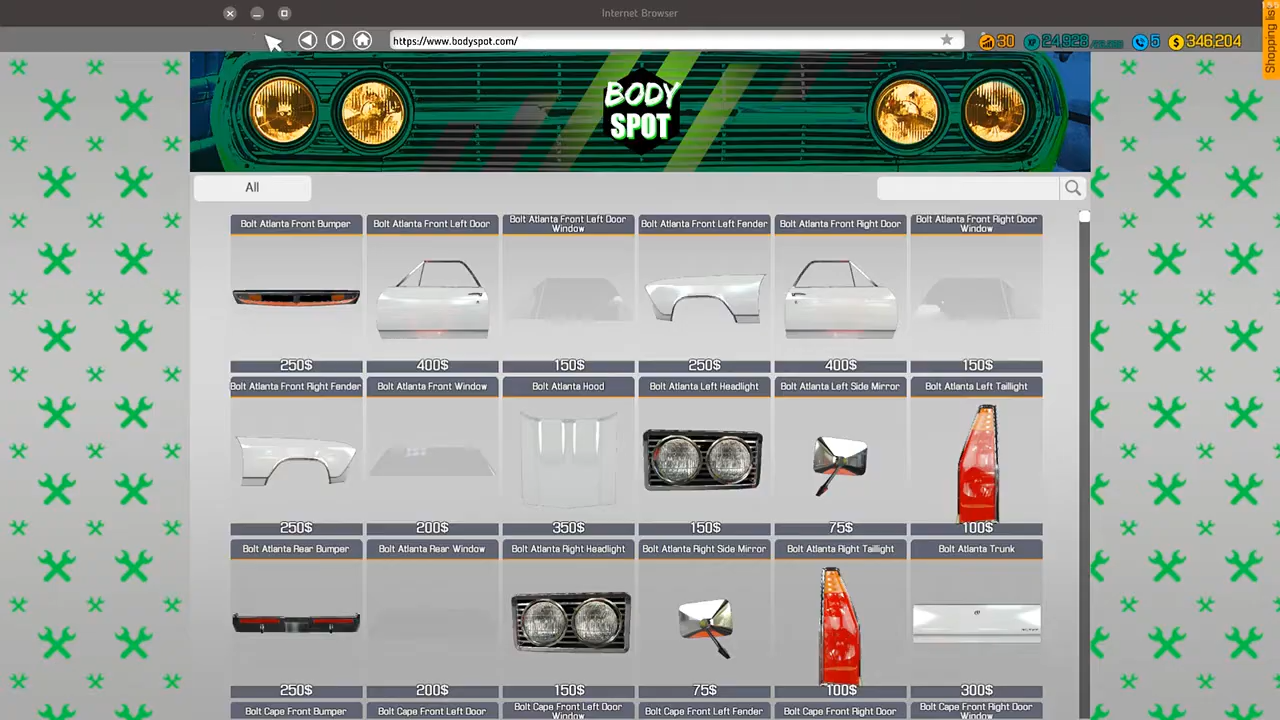 Internet Browser
https://www.bodyspot.com/
30
XP
24,928
5
$
346,204
Shopping list
BODY
SPOT
All
Bolt Atlanta Front Bumper
Bolt Atlanta Front Left Door
Bolt Atlanta Front Left Door
Window
Bolt Atlanta Front Left Fender
Bolt Atlanta Front Right Door
Bolt Atlanta Front Right Door
Window
250$
400$
150$
250$
400$
150$
Bolt Atlanta Front Right Fender
Bolt Atlanta Front Window
Bolt Atlanta Hood
Bolt Atlanta Left Headlight
Bolt Atlanta Left Side Mirror
Bolt Atlanta Left Taillight
250$
200$
350$
150$
75$
100$
Bolt Atlanta Rear Bumper
Bolt Atlanta Rear Window
Bolt Atlanta Right Headlight
Bolt Atlanta Right Side Mirror
Bolt Atlanta Right Taillight
Bolt Atlanta Trunk
250$
200$
150$
75$
100$
300$
Bolt Cape Front Bumper
Bolt Cape Front Left Door
Bolt Cape Front Left Door
Window
Bolt Cape Front Left Fender
Bolt Cape Front Right Door
Bolt Cape Front Right Door
Window